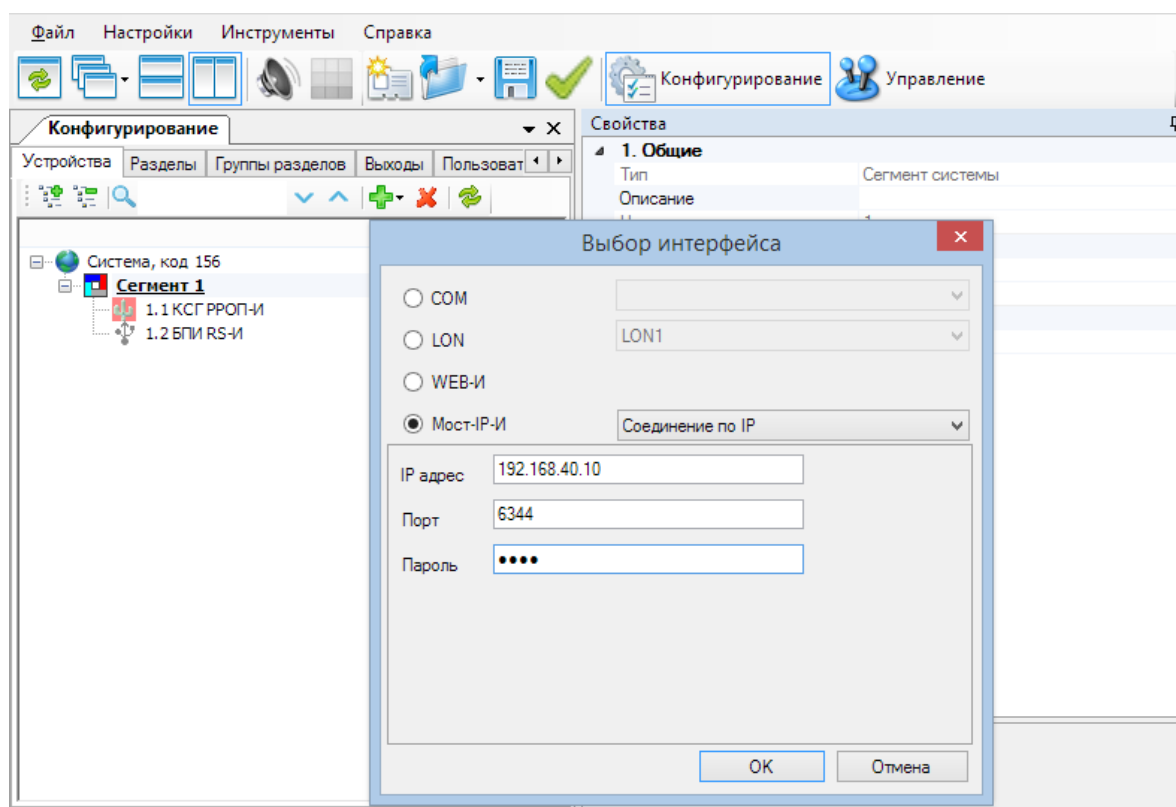 Файл Настройки Инструменты Справка
Конфигурирование Управление
Конфигурирование
Свойства
Устройства Разделы Группы разделов Выходы Пользоват
1. Общие
Тип Сегмент системы
Описание
Выбор интерфейса
Система, код 156
Сегмент 1
1.1 КСГ РРОП-И
1.2 БПИ RS-И
COM
LON LON1
WEB-И
Мост-IP-И Соединение по IP
IP адрес 192.168.40.10
Порт 6344
Пароль ••••
OK Отмена